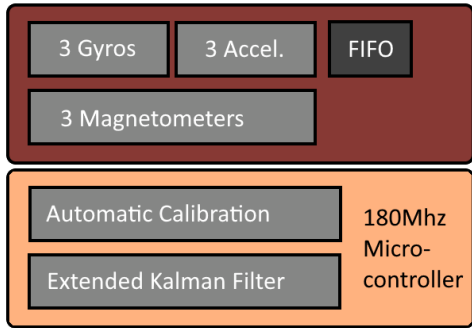 3 Gyros
3 Accel.
FIFO
3 Magnetometers
Automatic Calibration
Extended Kalman Filter
180Mhz
Micro-
controller